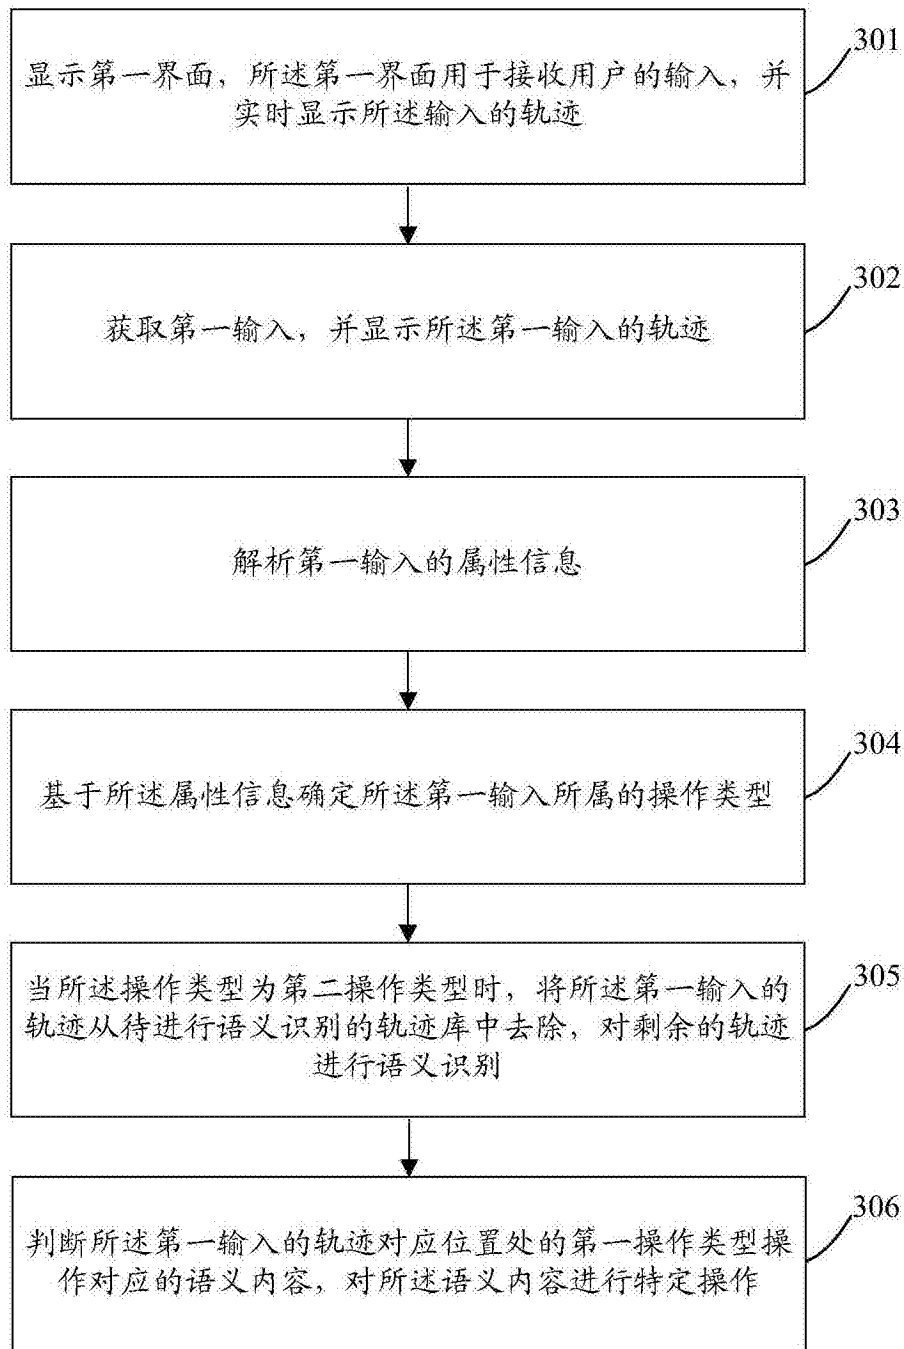 显示第一界面，所述第一界面用于接收用户的输入，并
实时显示所述输入的轨迹
301
获取第一输入，并显示所述第一输入的轨迹
302
解析第一输入的属性信息
303
基于所述属性信息确定所述第一输入所属的操作类型
304
当所述操作类型为第二操作类型时，将所述第一输入的
轨迹从待进行语义识别的轨迹库中去除，对剩余的轨迹
进行语义识别
305
判断所述第一输入的轨迹对应位置处的第一操作类型操
作对应的语义内容，对所述语义内容进行特定操作
306